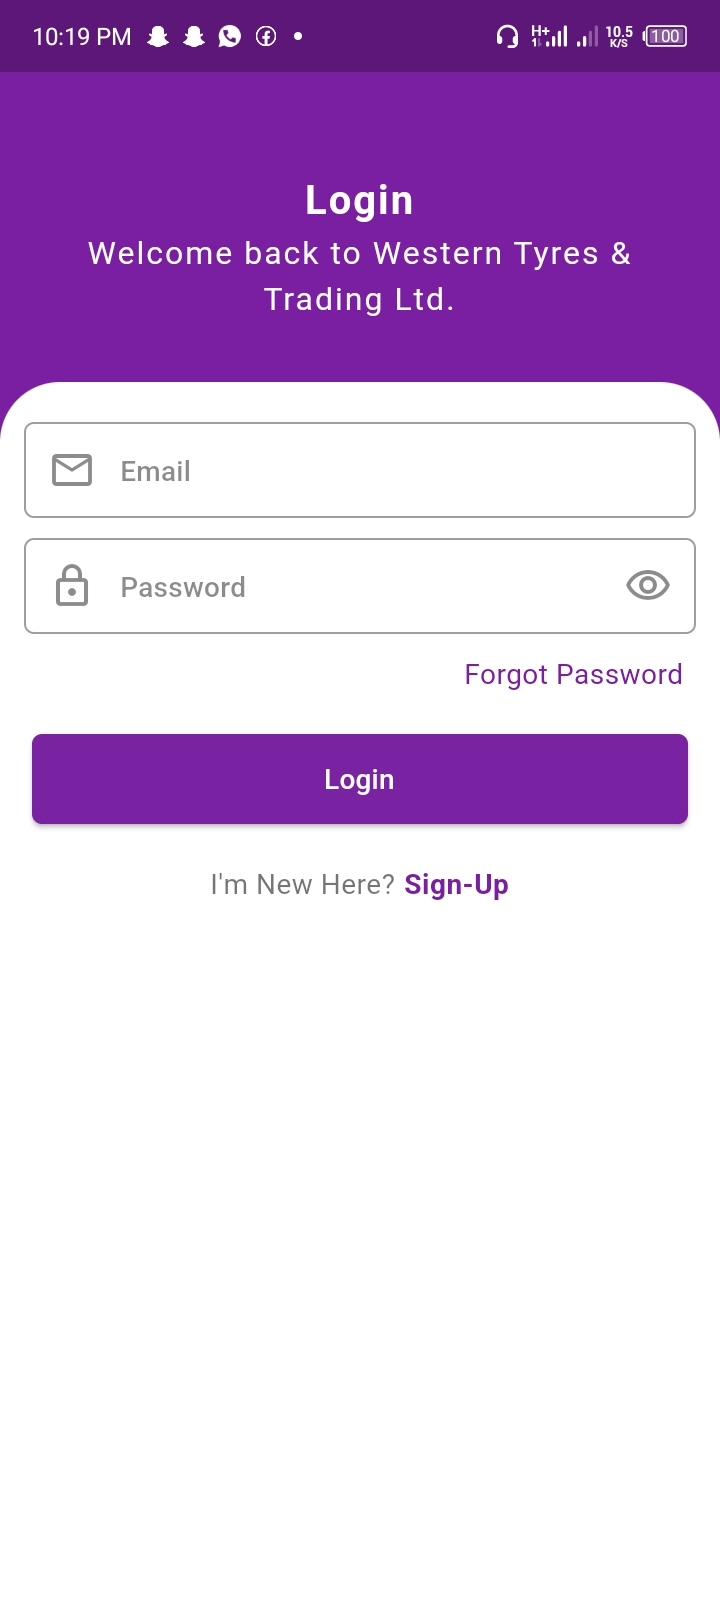 10:19 PM
H+
10.5
K/S
100
Login
Welcome back to Western Tyres &
Trading Ltd.
Email
Password
Forgot Password
Login
I'm New Here? Sign-Up